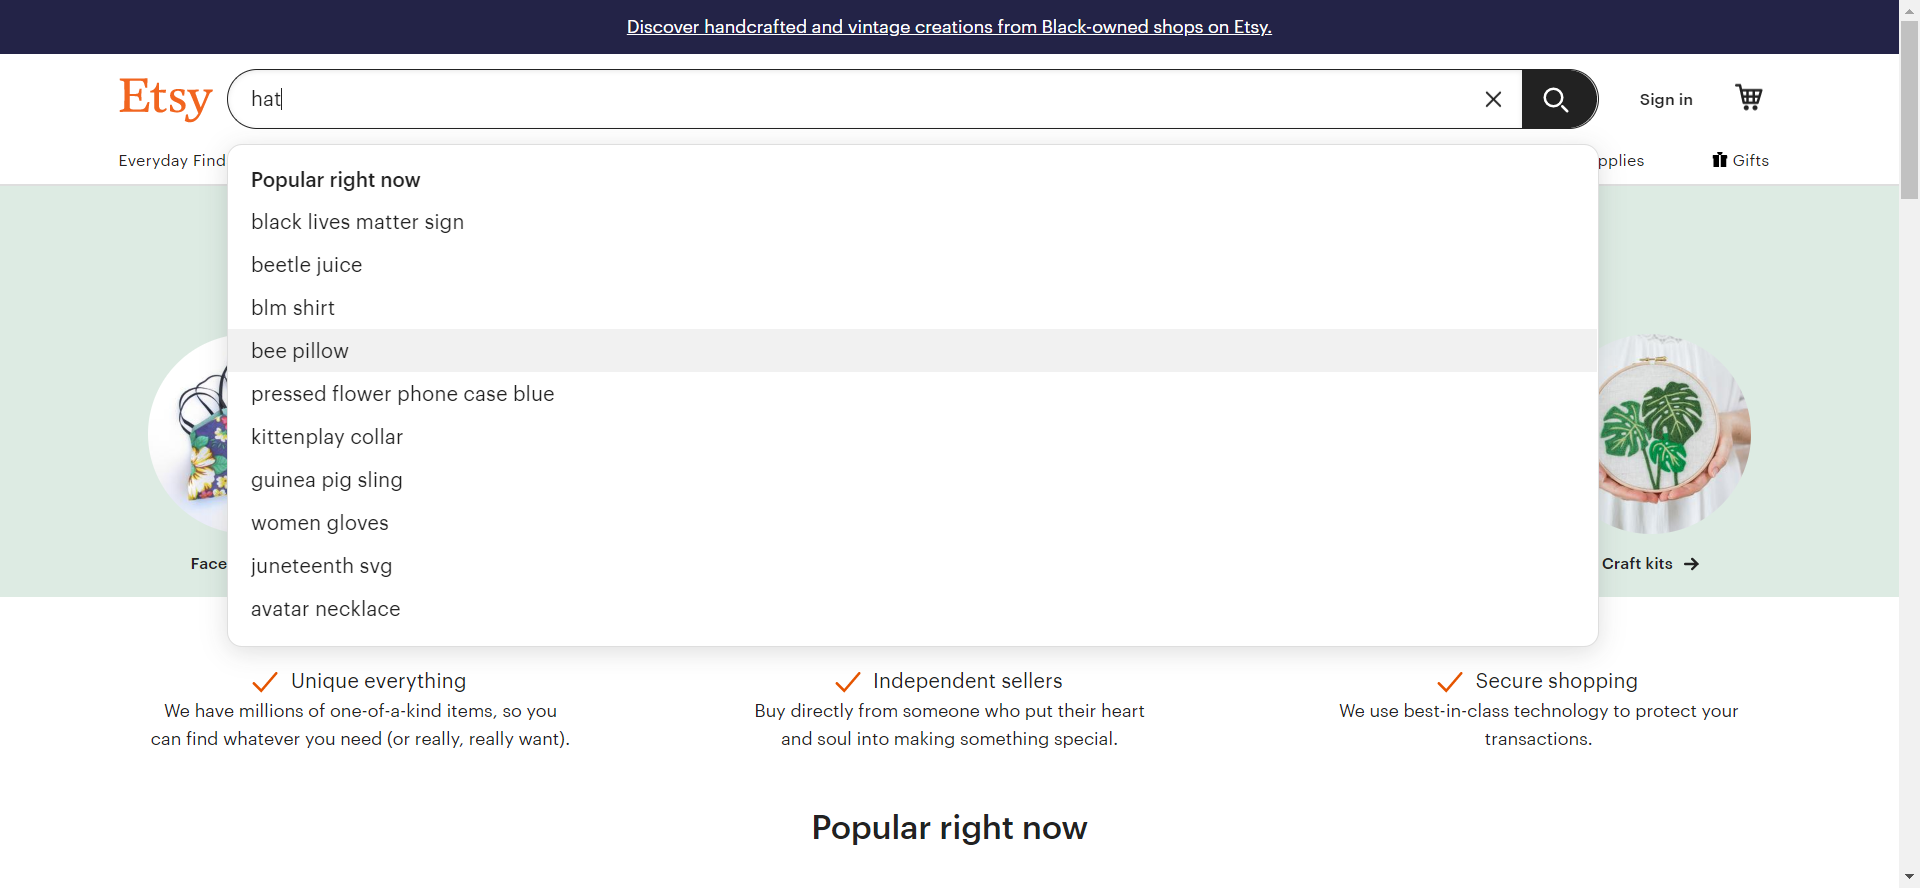 Discover handcrafted and vintage creations from Black-owned shops on Etsy.
Etsy
hat
Sign in
Everyday Find
pplies
Gifts
Popular right now
black lives matter sign
beetle juice
blm shirt
bee pillow
pressed flower phone case blue
kittenplay collar
guinea pig sling
women gloves
juneteenth svg
avatar necklace
Face
Craft kits
Unique everything
We have millions of one-of-a-kind items, so you
can find whatever you need (or really, really want).
Independent sellers
Buy directly from someone who put their heart
and soul into making something special.
Secure shopping
We use best-in-class technology to protect your
transactions.
Popular right now